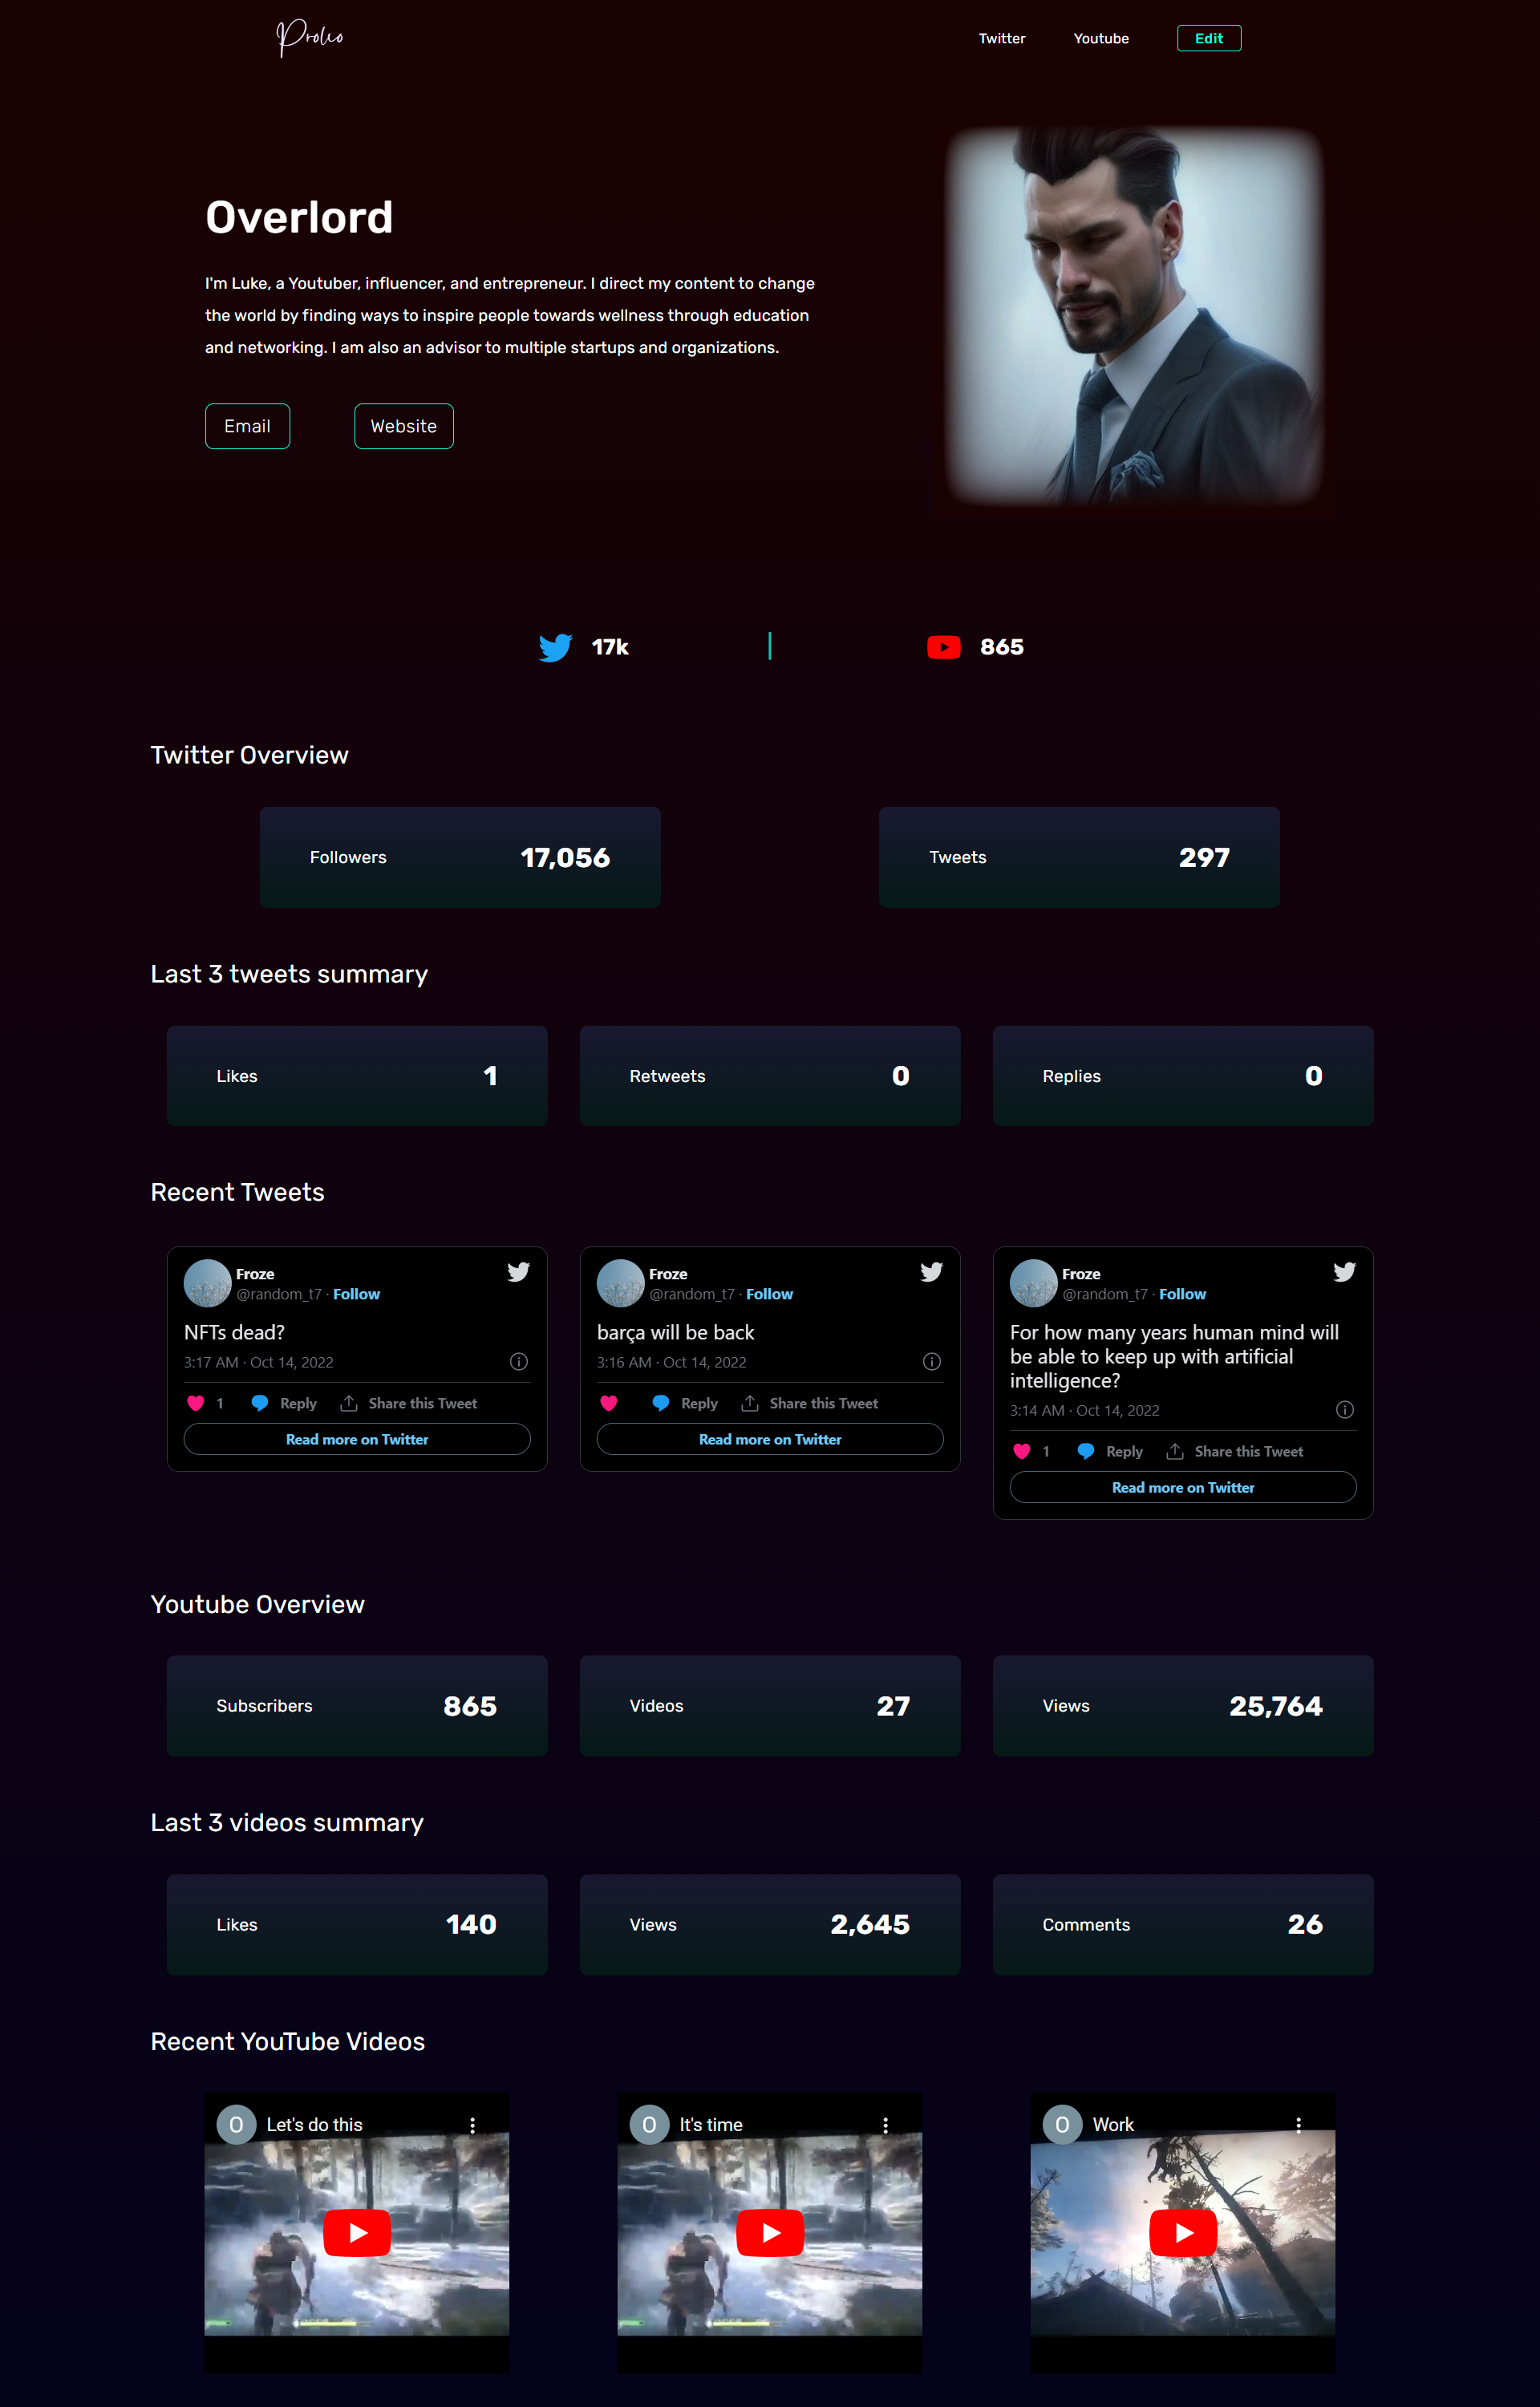 Twitter
Youtube
Edit
Overlord
I'm Luke, a Youtuber, influencer, and entrepreneur. I direct my content to change
the world by finding ways to inspire people towards wellness through education
and networking. I am also an advisor to multiple startups and organizations.
Email
Website
17k
865
Twitter Overview
Followers 17,056
Tweets 297
Last 3 tweets summary
Likes 1
Retweets 0
Replies 0
Recent Tweets
Froze
@random_t7 · Follow
NFTs dead?
3:17 AM · Oct 14, 2022
1 Reply Share this Tweet
Read more on Twitter
Froze
@random_t7 · Follow
barça will be back
3:16 AM · Oct 14, 2022
Reply Share this Tweet
Read more on Twitter
Froze
@random_t7 · Follow
For how many years human mind will
be able to keep up with artificial
intelligence?
3:14 AM · Oct 14, 2022
1 Reply Share this Tweet
Read more on Twitter
Youtube Overview
Subscribers 865
Videos 27
Views 25,764
Last 3 videos summary
Likes 140
Views 2,645
Comments 26
Recent YouTube Videos
O Let's do this
O It's time
O Work